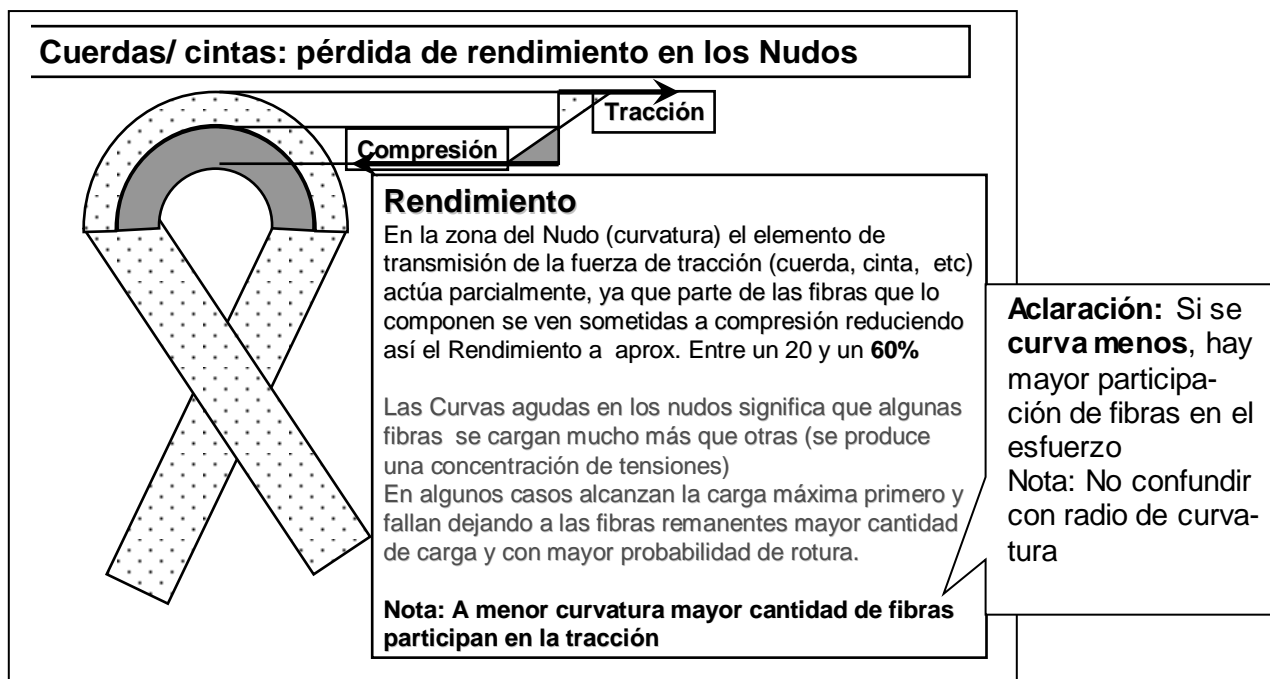 Cuerdas/ cintas: pérdida de rendimiento en los Nudos
Tracción
Compresión
Rendimiento
En la zona del Nudo (curvatura) el elemento de
transmisión de la fuerza de tracción (cuerda, cinta, etc)
actúa parcialmente, ya que parte de las fibras que lo
componen se ven sometidas a compresión reduciendo
así el Rendimiento a aprox. Entre un 20 y un 60%
Las Curvas agudas en los nudos significa que algunas
fibras se cargan mucho más que otras (se produce
una concentración de tensiones)
En algunos casos alcanzan la carga máxima primero y
fallan dejando a las fibras remanentes mayor cantidad
de carga y con mayor probabilidad de rotura.
Nota: A menor curvatura mayor cantidad de fibras
participan en la tracción
Aclaración: Si se
curva menos, hay
mayor participa-
ción de fibras en el
esfuerzo
Nota: No confundir
con radio de curva-
tura